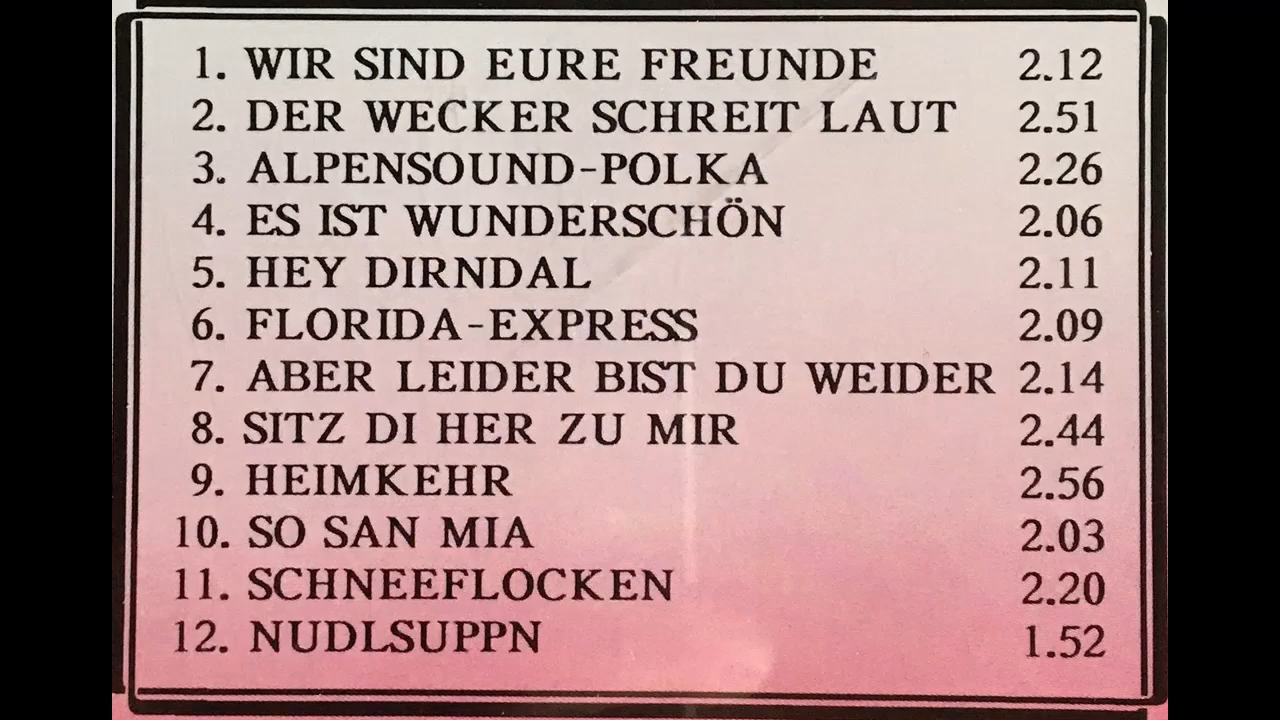 1. WIR SIND EURE FREUNDE 2.12
2. DER WECKER SCHREIT LAUT 2.51
3. ALPENSOUND-POLKA 2.26
4. ES IST WUNDERSCHÖN 2.06
5. HEY DIRNDAL 2.11
6. FLORIDA-EXPRESS 2.09
7. ABER LEIDER BIST DU WEIDER 2.14
8. SITZ DI HER ZU MIR 2.44
9. HEIMKEHR 2.56
10. SO SAN MIA 2.03
11. SCHNEEFLOCKEN 2.20
12. NUDLSUPPN 1.52